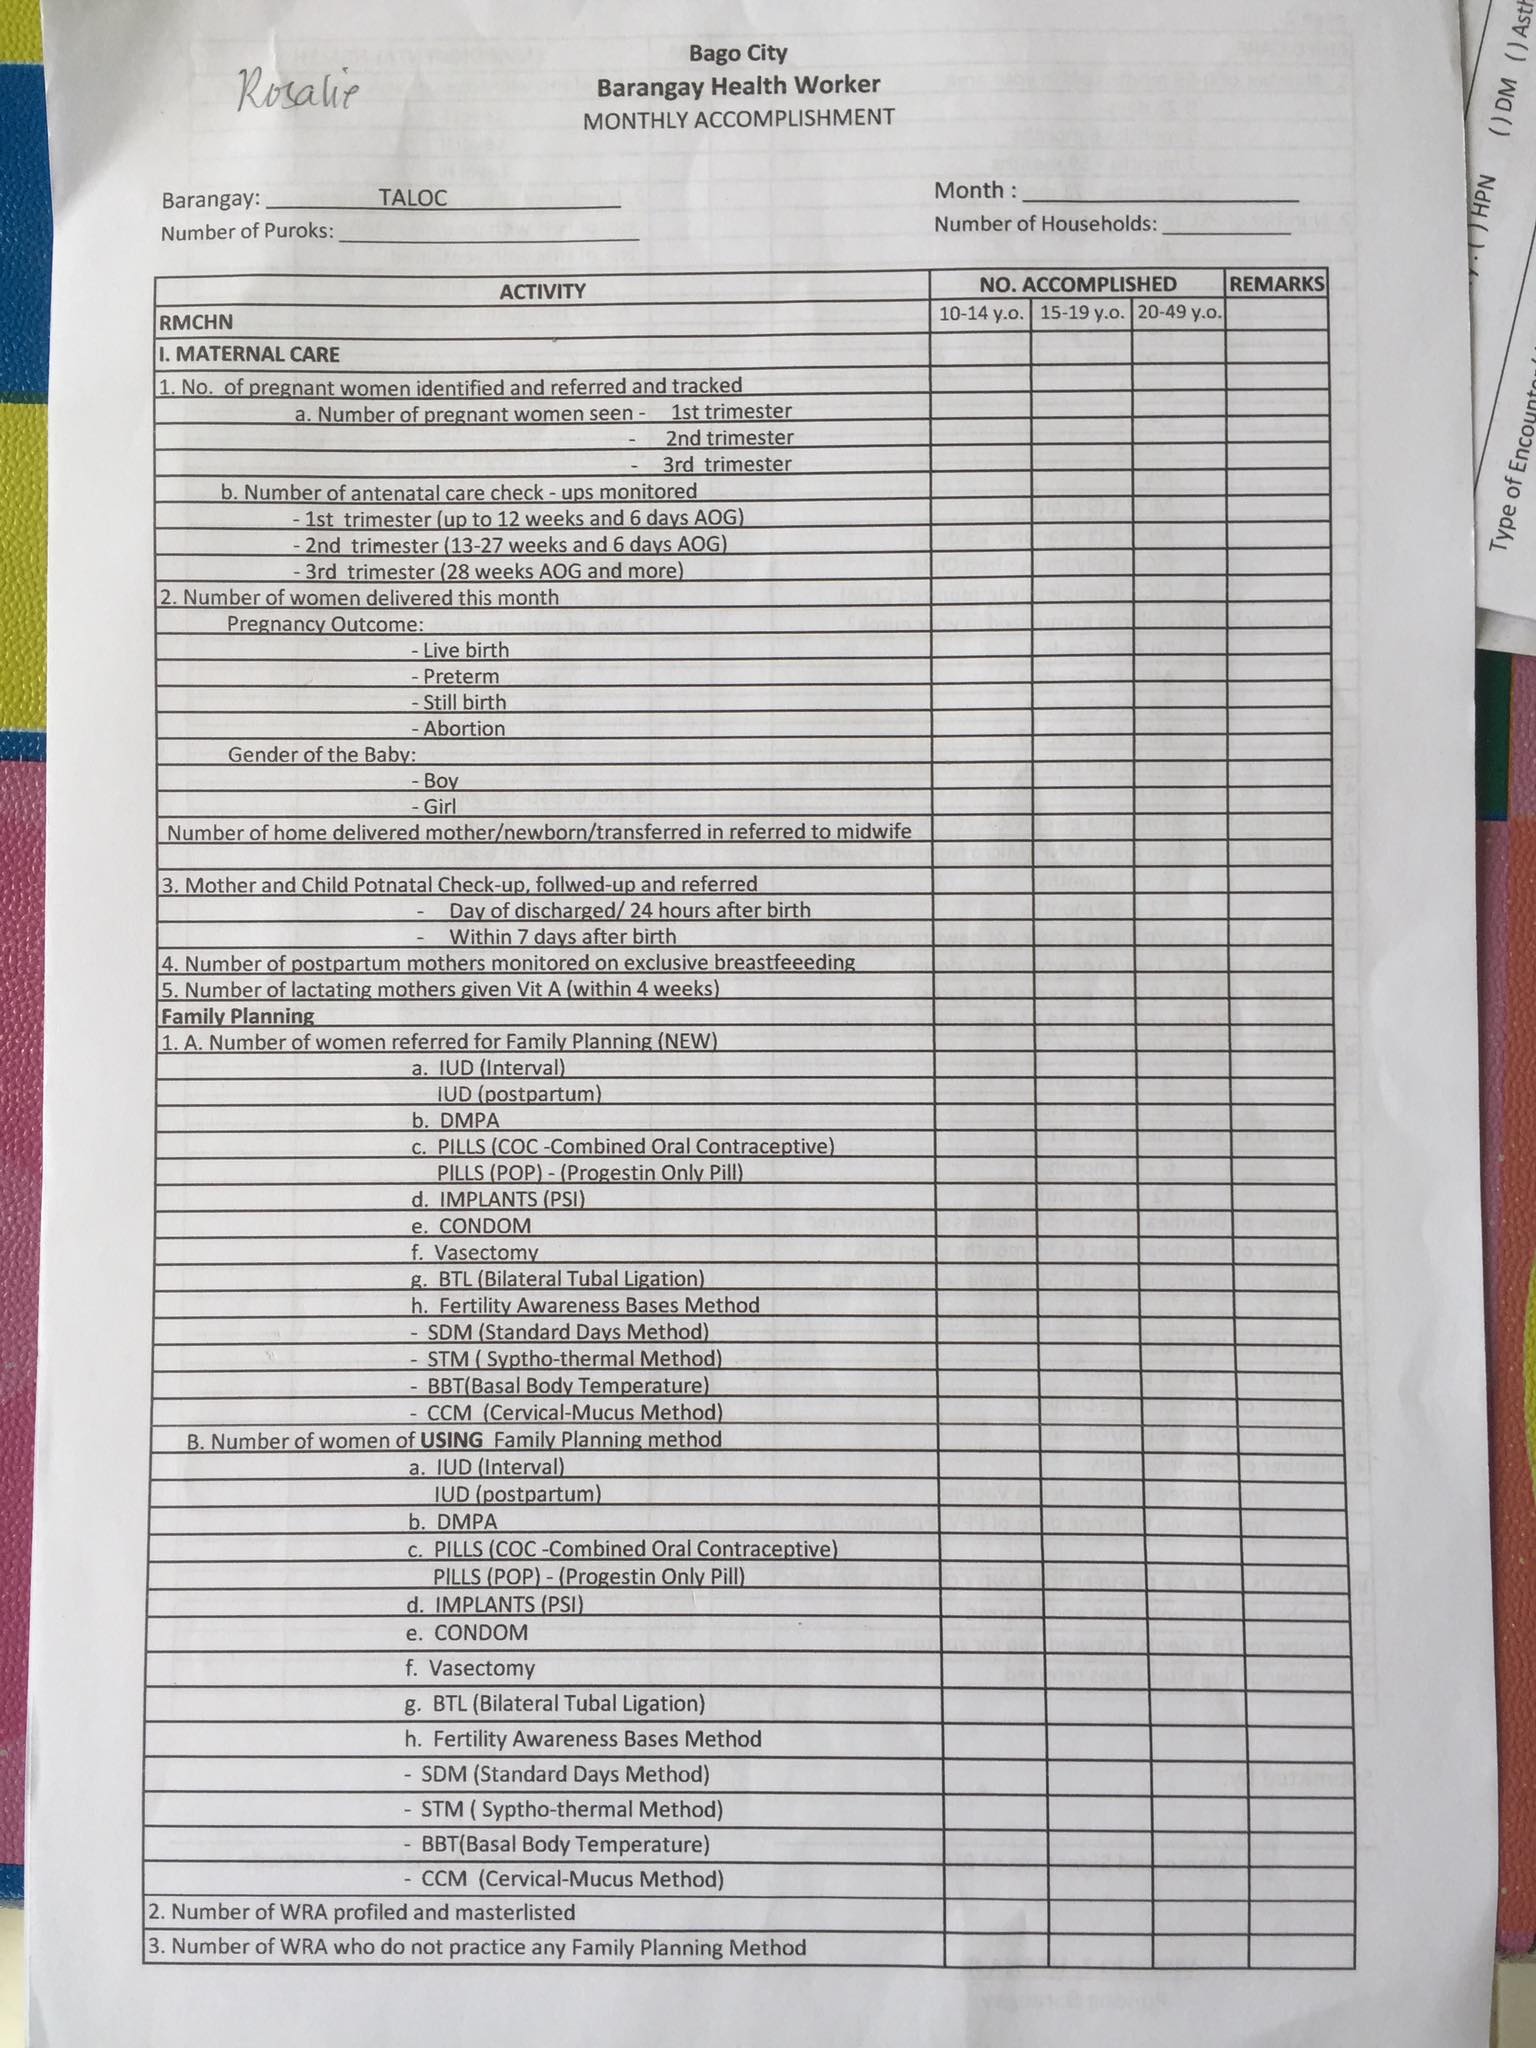 Rosalie
Bago City
Barangay Health Worker
MONTHLY ACCOMPLISHMENT
Barangay: TALOC
Month :
Number of Puroks:
Number of Households:
ACTIVITY NO. ACCOMPLISHED REMARKS
RMCHN 10-14 y.o. 15-19 y.o. 20-49 y.o.
I. MATERNAL CARE
1. No. of pregnant women identified and referred and tracked
a. Number of pregnant women seen - 1st trimester
- 2nd trimester
- 3rd trimester
b. Number of antenatal care check - ups monitored
- 1st trimester (up to 12 weeks and 6 days AOG)
- 2nd trimester (13-27 weeks and 6 days AOG)
- 3rd trimester (28 weeks AOG and more)
2. Number of women delivered this month
Pregnancy Outcome:
- Live birth
- Preterm
- Still birth
- Abortion
Gender of the Baby:
- Boy
- Girl
Number of home delivered mother/newborn/transferred in referred to midwife
3. Mother and Child Potnatal Check-up, follwed-up and referred
- Day of discharged/ 24 hours after birth
- Within 7 days after birth
4. Number of postpartum mothers monitored on exclusive breastfeeeding
5. Number of lactating mothers given Vit A (within 4 weeks)
Family Planning
1. A. Number of women referred for Family Planning (NEW)
a. IUD (Interval)
IUD (postpartum)
b. DMPA
c. PILLS (COC -Combined Oral Contraceptive)
PILLS (POP) - (Progestin Only Pill)
d. IMPLANTS (PSI)
e. CONDOM
f. Vasectomy
g. BTL (Bilateral Tubal Ligation)
h. Fertility Awareness Bases Method
- SDM (Standard Days Method)
- STM ( Syptho-thermal Method)
- BBT(Basal Body Temperature)
- CCM (Cervical-Mucus Method)
B. Number of women of USING Family Planning method
a. IUD (Interval)
IUD (postpartum)
b. DMPA
c. PILLS (COC -Combined Oral Contraceptive)
PILLS (POP) - (Progestin Only Pill)
d. IMPLANTS (PSI)
e. CONDOM
f. Vasectomy
g. BTL (Bilateral Tubal Ligation)
h. Fertility Awareness Bases Method
- SDM (Standard Days Method)
- STM ( Syptho-thermal Method)
- BBT(Basal Body Temperature)
- CCM (Cervical-Mucus Method)
2. Number of WRA profiled and masterlisted
3. Number of WRA who do not practice any Family Planning Method
( ) HPN ( ) DM ( )
Type of